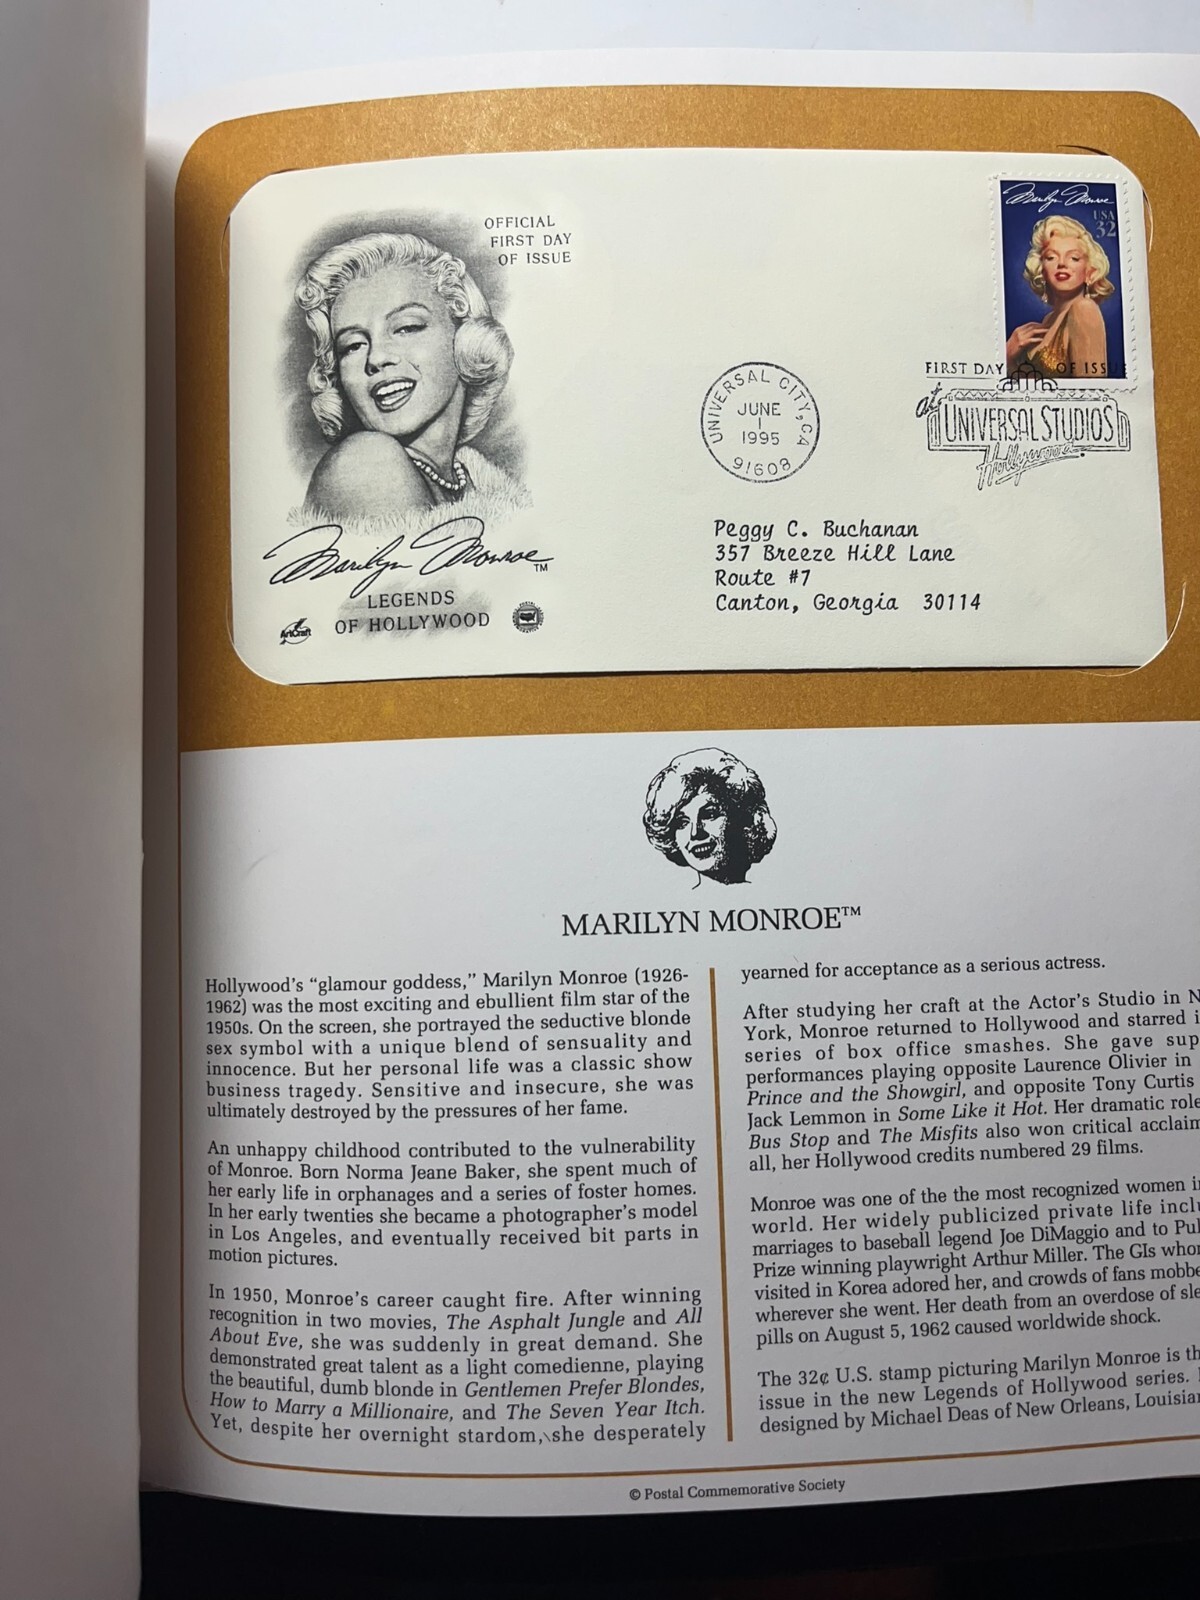 OFFICIAL
FIRST DAY
OF ISSUE
Marilyn Monroe
USA
32
FIRST DAY OF ISSUE
at
UNIVERSAL STUDIOS
Hollywood
UNIVERSAL CITY, CA
JUNE
1
1995
91608
Marilyn Monroe™
LEGENDS
OF HOLLYWOOD
ArtCraft
Peggy C. Buchanan
357 Breeze Hill Lane
Route #7
Canton, Georgia 30114
MARILYN MONROE™
Hollywood's "glamour goddess," Marilyn Monroe (1926-
1962) was the most exciting and ebullient film star of the
1950s. On the screen, she portrayed the seductive blonde
sex symbol with a unique blend of sensuality and
innocence. But her personal life was a classic show
business tragedy. Sensitive and insecure, she was
ultimately destroyed by the pressures of her fame.
An unhappy childhood contributed to the vulnerability
of Monroe. Born Norma Jeane Baker, she spent much of
her early life in orphanages and a series of foster homes.
In her early twenties she became a photographer's model
in Los Angeles, and eventually received bit parts in
motion pictures.
In 1950, Monroe's career caught fire. After winning
recognition in two movies, The Asphalt Jungle and All
About Eve, she was suddenly in great demand. She
demonstrated great talent as a light comedienne, playing
the beautiful, dumb blonde in Gentlemen Prefer Blondes,
How to Marry a Millionaire, and The Seven Year Itch.
Yet, despite her overnight stardom, she desperately
yearned for acceptance as a serious actress.
After studying her craft at the Actor's Studio in N
York, Monroe returned to Hollywood and starred i
series of box office smashes. She gave sup
performances playing opposite Laurence Olivier in
Prince and the Showgirl, and opposite Tony Curtis
Jack Lemmon in Some Like it Hot. Her dramatic role
Bus Stop and The Misfits also won critical acclaim
all, her Hollywood credits numbered 29 films.
Monroe was one of the the most recognized women i
world. Her widely publicized private life inclu
marriages to baseball legend Joe DiMaggio and to Pul
Prize winning playwright Arthur Miller. The GIs whom
visited in Korea adored her, and crowds of fans mobbe
wherever she went. Her death from an overdose of sle
pills on August 5, 1962 caused worldwide shock.
The 32¢ U.S. stamp picturing Marilyn Monroe is th
issue in the new Legends of Hollywood series.
designed by Michael Deas of New Orleans, Louisian
© Postal Commemorative Society